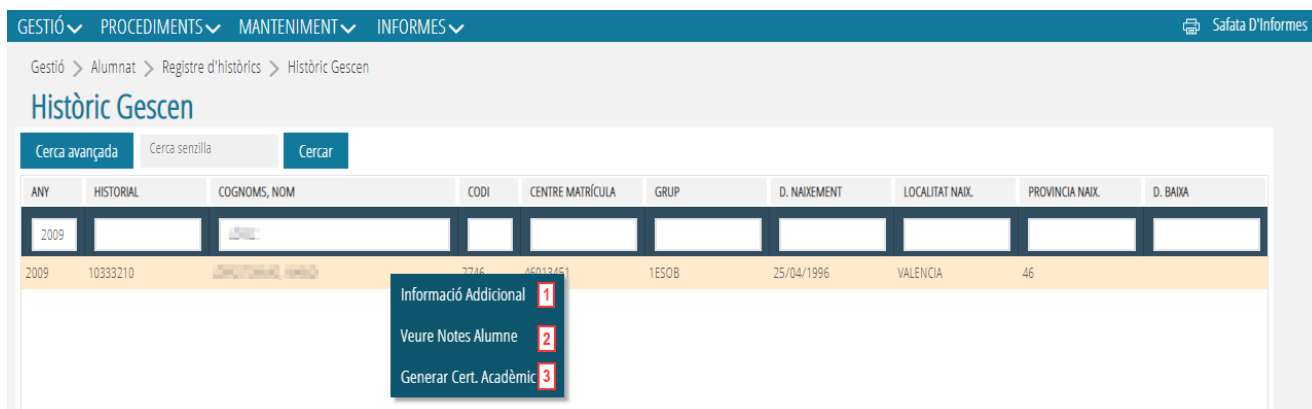 GESTIÓ PROCEDIMENTS MANTENIMENT INFORMES Safata D'Informes
Gestió > Alumnat > Registre d'històrics > Històric Gescen
Històric Gescen
Cerca avançada Cerca senzilla Cercar
ANY HISTORIAL COGNOMS, NOM CODI CENTRE MATRÍCULA GRUP D. NAIXEMENT LOCALITAT NAIX. PROVINCIA NAIX. D. BAIXA
2009
2009 10333210 2746 46013451 1ESOB 25/04/1996 VALENCIA 46
Informació Addicional 1
Veure Notes Alumne 2
Generar Cert. Acadèmic 3